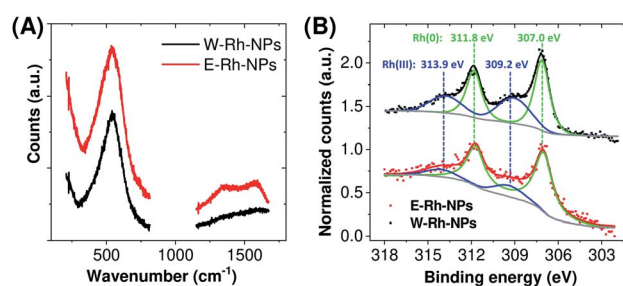 (A)
W-Rh-NPs
E-Rh-NPs
Counts (a.u.)
500 1000 1500
Wavenumber (cm⁻¹)
(B)
Rh(0): 311.8 eV 307.0 eV
Rh(III): 313.9 eV 309.2 eV
Normalized counts (a.u.)
2.0
1.5
1.0
0.5
0.0
E-Rh-NPs
W-Rh-NPs
318 315 312 309 306 303
Binding energy (eV)